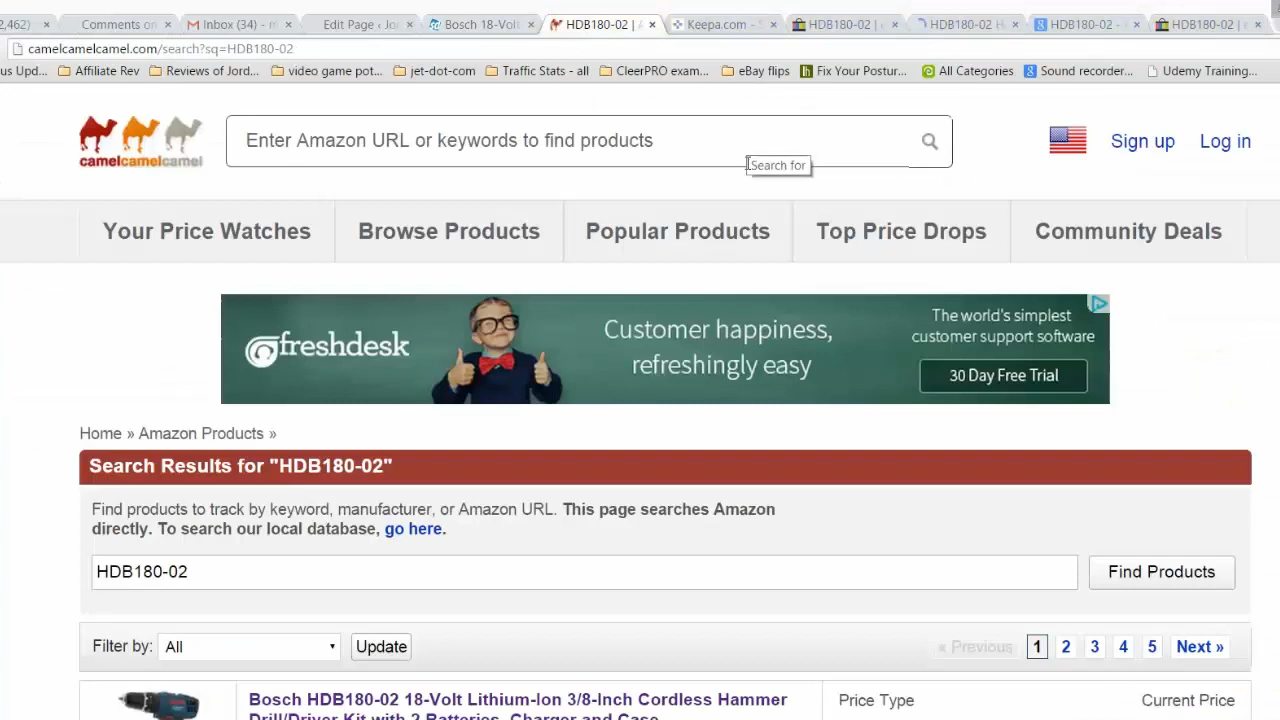 2,462)
Comments on
Inbox (34) - m
Edit Page ‹ Jo
Bosch 18-Volt
HDB180-02 | A
Keepa.com - S
HDB180-02 |
HDB180-02 H
HDB180-02 -
HDB180-02 |
camelcamelcamel.com/search?sq=HDB180-02
us Upd...
Affiliate Rev
Reviews of Jord...
video game pot...
jet-dot-com
Traffic Stats - all
CleerPRO exam...
eBay flips
Fix Your Postur...
All Categories
Sound recorder...
Udemy Training...
camelcamelcamel
Enter Amazon URL or keywords to find products
Search for
Sign up
Log in
Your Price Watches
Browse Products
Popular Products
Top Price Drops
Community Deals
freshdesk
Customer happiness,
refreshingly easy
The world's simplest
customer support software
30 Day Free Trial
Home » Amazon Products »
Search Results for "HDB180-02"
Find products to track by keyword, manufacturer, or Amazon URL. This page searches Amazon
directly. To search our local database, go here.
HDB180-02
Find Products
Filter by:
All
Update
« Previous
1
2
3
4
5
Next »
Bosch HDB180-02 18-Volt Lithium-Ion 3/8-Inch Cordless Hammer
Drill/Driver Kit with 2 Batteries, Charger and Case
Price Type
Current Price